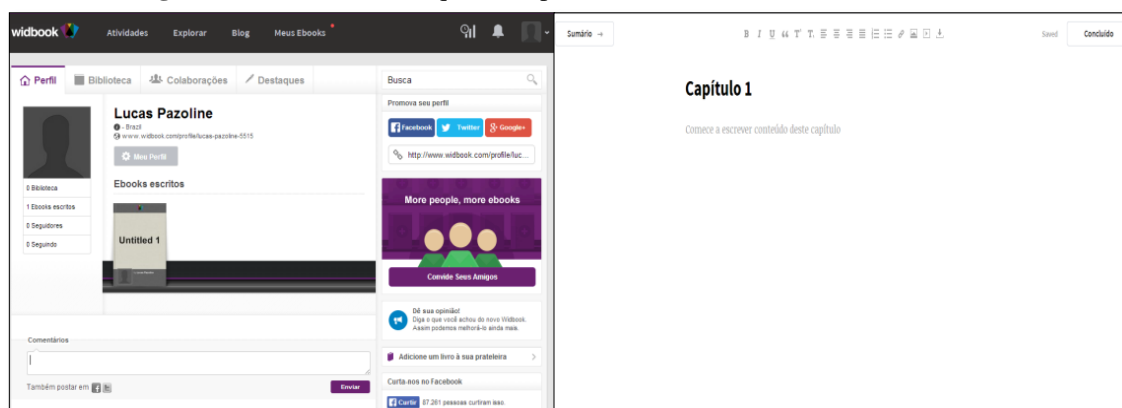 widbook
Atividades Explorar Blog Meus Ebooks
Perfil Biblioteca Colaborações Destaques
Lucas Pazoline
- Brazil
www.widbook.com/profile/lucas-pazoline-5515
Meu Perfil
0 Biblioteca
1 Ebooks escritos
0 Seguidores
0 Seguindo
Ebooks escritos
Untitled 1
Comentários
Também postar em
Enviar
Busca
Promova seu perfil
Facebook Twitter Google+
http://www.widbook.com/profile/luc...
More people, more ebooks
Convide Seus Amigos
Dê sua opinião!
Diga o que você achou do novo Widbook.
Assim podemos melhorá-lo ainda mais.
Adicione um livro à sua prateleira
Curta-nos no Facebook
Curtir 87.261 pessoas curtiram isso.
Sumário →
B I U T T.
Saved Concluído
Capítulo 1
Comece a escrever conteúdo deste capítulo